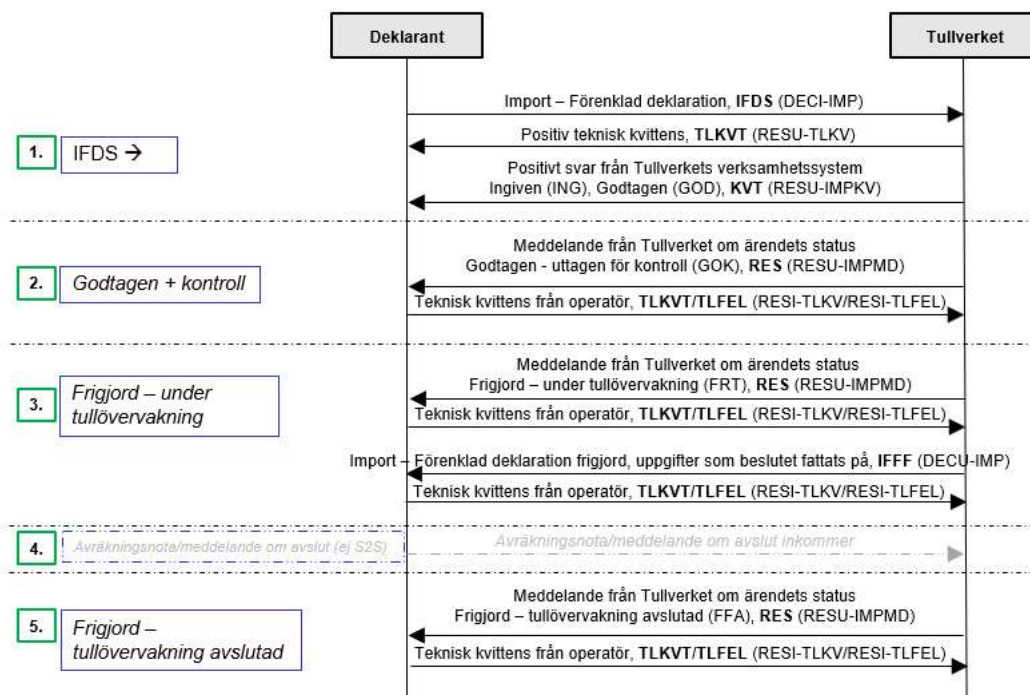 Deklarant
Tullverket
Import – Förenklad deklaration, IFDS (DECI-IMP)
1.
IFDS →
Positiv teknisk kvittens, TLKVT (RESU-TLKV)
Positivt svar från Tullverkets verksamhetssystem
Ingiven (ING), Godtagen (GOD), KVT (RESU-IMPKV)
2.
Godtagen + kontroll
Meddelande från Tullverket om ärendets status
Godtagen - uttagen för kontroll (GOK), RES (RESU-IMPMD)
Teknisk kvittens från operatör, TLKVT/TLFEL (RESI-TLKV/RESI-TLFEL)
3.
Frigjord – under
tullövervakning
Meddelande från Tullverket om ärendets status
Frigjord – under tullövervakning (FRT), RES (RESU-IMPMD)
Teknisk kvittens från operatör, TLKVT/TLFEL (RESI-TLKV/RESI-TLFEL)
Import – Förenklad deklaration frigjord, uppgifter som beslutet fattats på, IFFF (DECU-IMP)
Teknisk kvittens från operatör, TLKVT/TLFEL (RESI-TLKV/RESI-TLFEL)
4.
Avräkningsnota/meddelande om avslut (ej S2S)
Avräkningsnota/meddelande om avslut inkommer
5.
Frigjord –
tullövervakning avslutad
Meddelande från Tullverket om ärendets status
Frigjord – tullövervakning avslutad (FFA), RES (RESU-IMPMD)
Teknisk kvittens från operatör, TLKVT/TLFEL (RESI-TLKV/RESI-TLFEL)